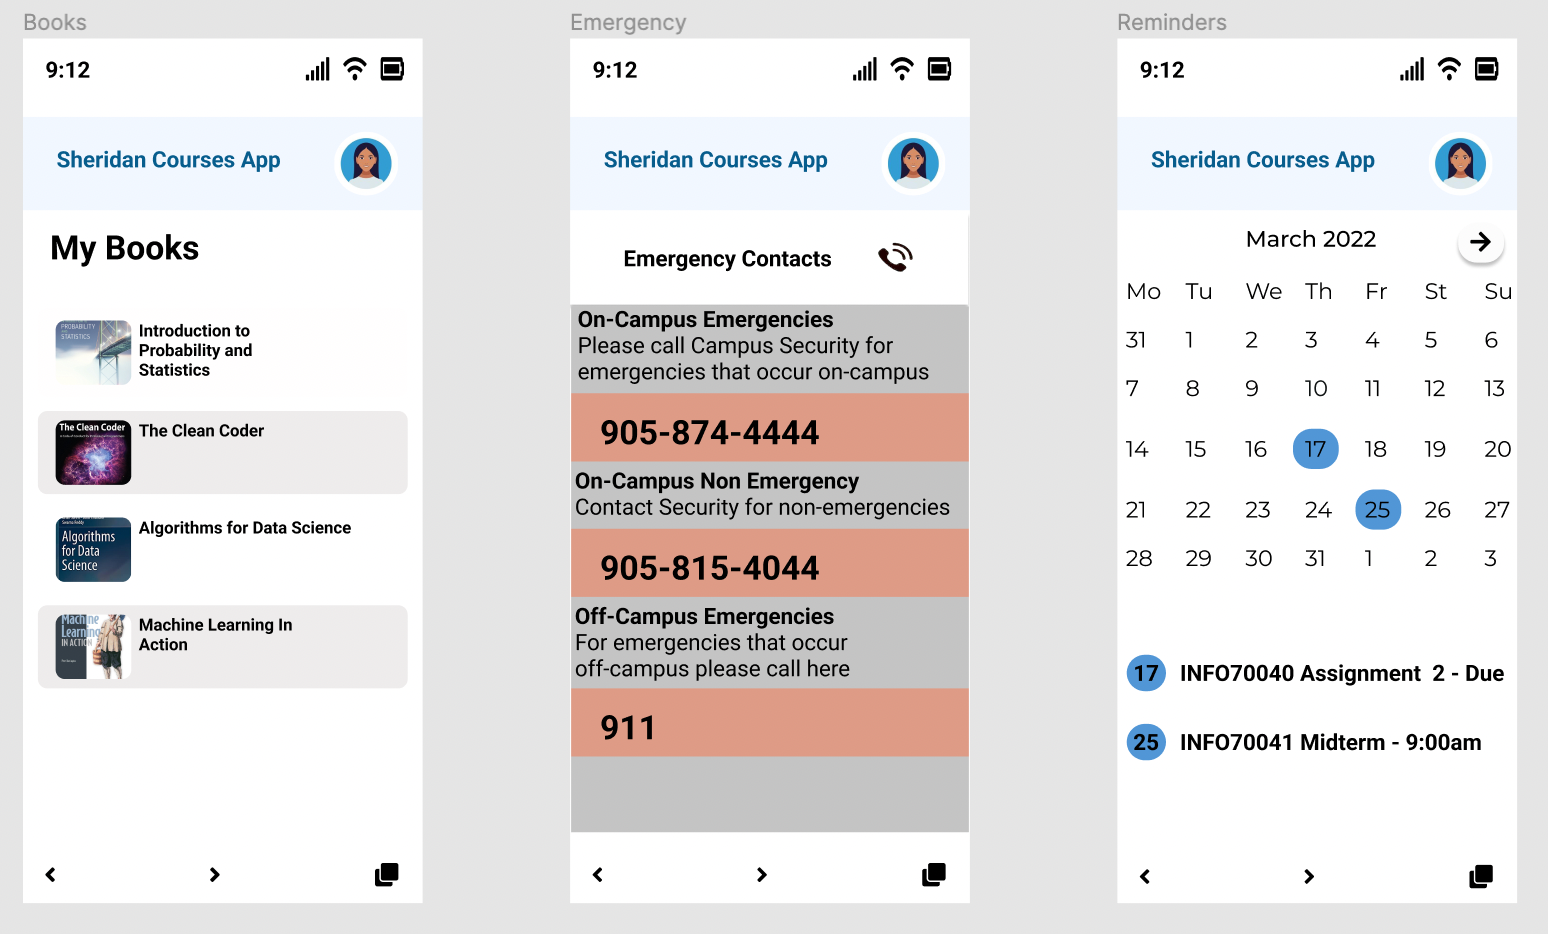 Books
9:12
Sheridan Courses App
My Books
PROBABILITY
STATISTICS
Introduction to
Probability and
Statistics
The Clean Coder
The Clean Coder
Algorithms
for Data
Science
Algorithms for Data Science
Machine
Learning
IN ACTION
Machine Learning In
Action
Emergency
9:12
Sheridan Courses App
Emergency Contacts
On-Campus Emergencies
Please call Campus Security for
emergencies that occur on-campus
905-874-4444
On-Campus Non Emergency
Contact Security for non-emergencies
905-815-4044
Off-Campus Emergencies
For emergencies that occur
off-campus please call here
911
Reminders
9:12
Sheridan Courses App
March 2022
Mo Tu We Th Fr St Su
31 1 2 3 4 5 6
7 8 9 10 11 12 13
14 15 16 17 18 19 20
21 22 23 24 25 26 27
28 29 30 31 1 2 3
17 INFO70040 Assignment 2 - Due
25 INFO70041 Midterm - 9:00am